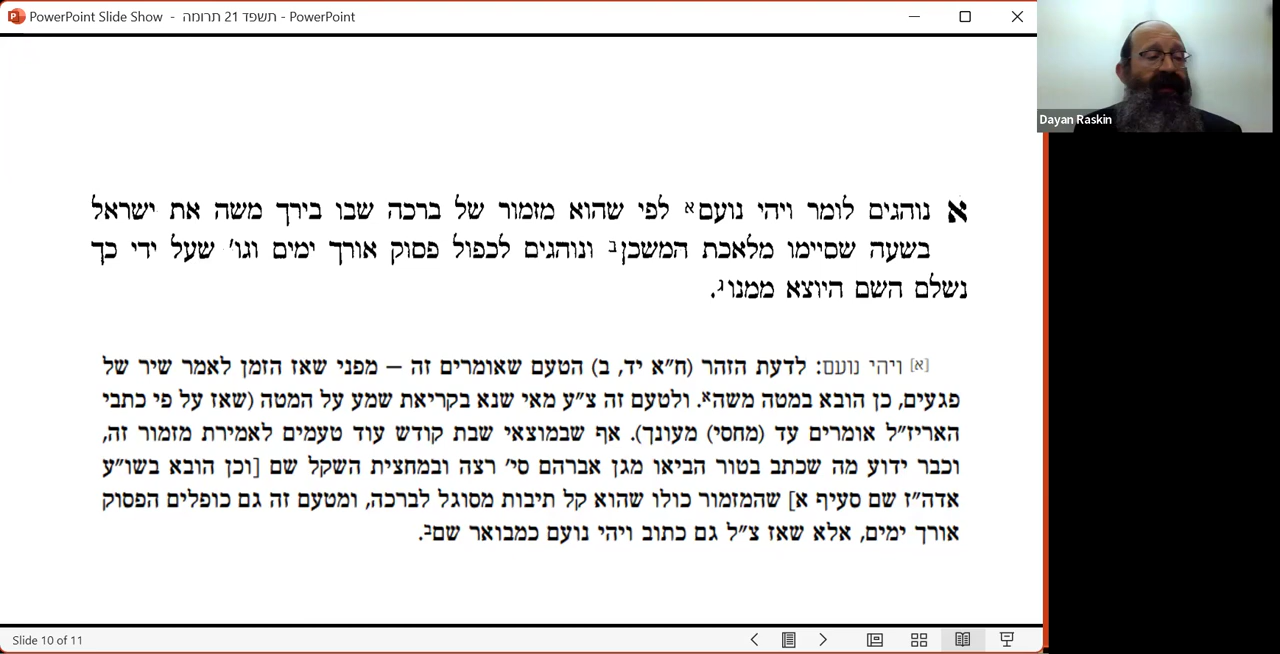 PowerPoint Slide Show - תשפד 21 תרומה - PowerPoint
Dayan Raskin
א נוהגים לומר ויהי נועםא לפי שהוא מזמור של ברכה שבו בירך משה את ישראל
בשעה שסיימו מלאכת המשכןב ונוהגים לכפול פסוק אורך ימים וגו' שעל ידי כך
נשלם השם היוצא ממנוג.
[א] ויהי נועם: לדעת הזהר (ח"א יד, ב) הטעם שאומרים זה – מפני שאז הזמן לאמר שיר של
פגעים, כן הובא במטה משהא. ולטעם זה צ"ע מאי שנא בקריאת שמע על המטה (שאז על פי כתבי
האריז"ל אומרים עד (מחסי) מעונך). אף שבמוצאי שבת קודש עוד טעמים לאמירת מזמור זה,
וכבר ידוע מה שכתב בטור הביאו מגן אברהם סי' רצה ובמחצית השקל שם [וכן הובא בשו"ע
אדה"ז שם סעיף א] שהמזמור כולו שהוא קל תיבות מסוגל לברכה, ומטעם זה גם כופלים הפסוק
אורך ימים, אלא שאז צ"ל גם כתוב ויהי נועם כמבואר שםב.
Slide 10 of 11